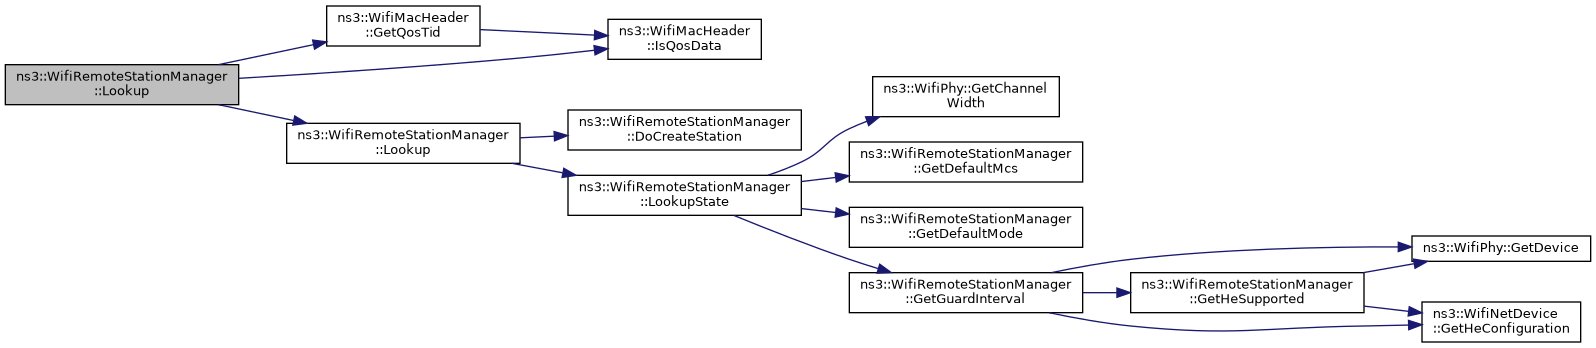 ns3::WifiRemoteStationManager
::Lookup
ns3::WifiMacHeader
::GetQosTid
ns3::WifiMacHeader
::IsQosData
ns3::WifiRemoteStationManager
::Lookup
ns3::WifiRemoteStationManager
::DoCreateStation
ns3::WifiRemoteStationManager
::LookupState
ns3::WifiPhy::GetChannel
Width
ns3::WifiRemoteStationManager
::GetDefaultMcs
ns3::WifiRemoteStationManager
::GetDefaultMode
ns3::WifiRemoteStationManager
::GetGuardInterval
ns3::WifiRemoteStationManager
::GetHeSupported
ns3::WifiPhy::GetDevice
ns3::WifiNetDevice
::GetHeConfiguration